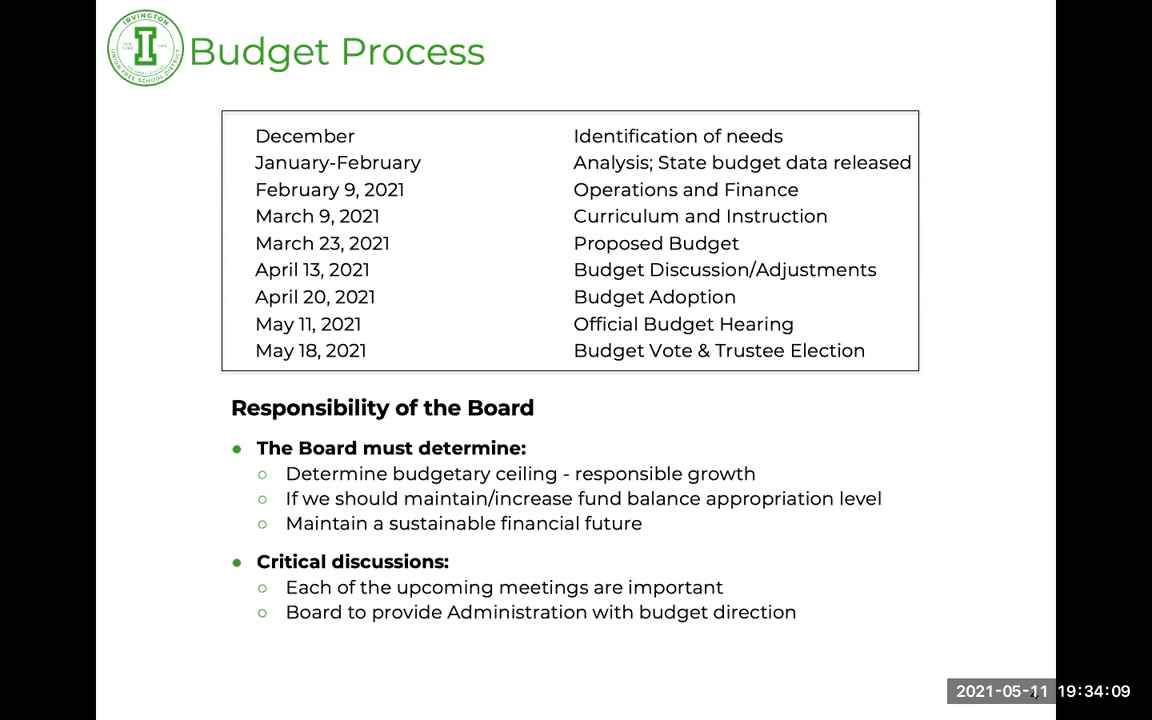 IRVINGTON
UNION FREE SCHOOL DISTRICT
Budget Process
December Identification of needs
January-February Analysis; State budget data released
February 9, 2021 Operations and Finance
March 9, 2021 Curriculum and Instruction
March 23, 2021 Proposed Budget
April 13, 2021 Budget Discussion/Adjustments
April 20, 2021 Budget Adoption
May 11, 2021 Official Budget Hearing
May 18, 2021 Budget Vote & Trustee Election
Responsibility of the Board
The Board must determine:
Determine budgetary ceiling - responsible growth
If we should maintain/increase fund balance appropriation level
Maintain a sustainable financial future
Critical discussions:
Each of the upcoming meetings are important
Board to provide Administration with budget direction
2021-05-11 19:34:09